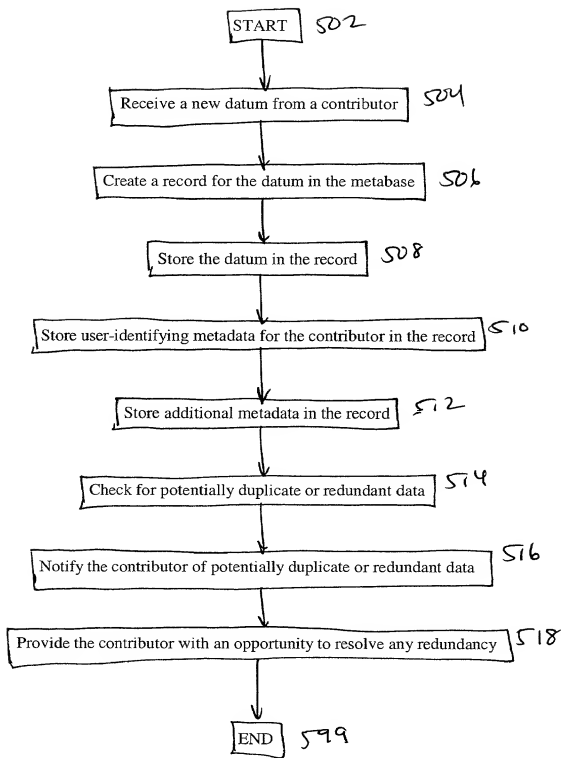 START 502
Receive a new datum from a contributor 504
Create a record for the datum in the metabase 506
Store the datum in the record 508
Store user-identifying metadata for the contributor in the record 510
Store additional metadata in the record 512
Check for potentially duplicate or redundant data 514
Notify the contributor of potentially duplicate or redundant data 516
Provide the contributor with an opportunity to resolve any redundancy 518
END 599